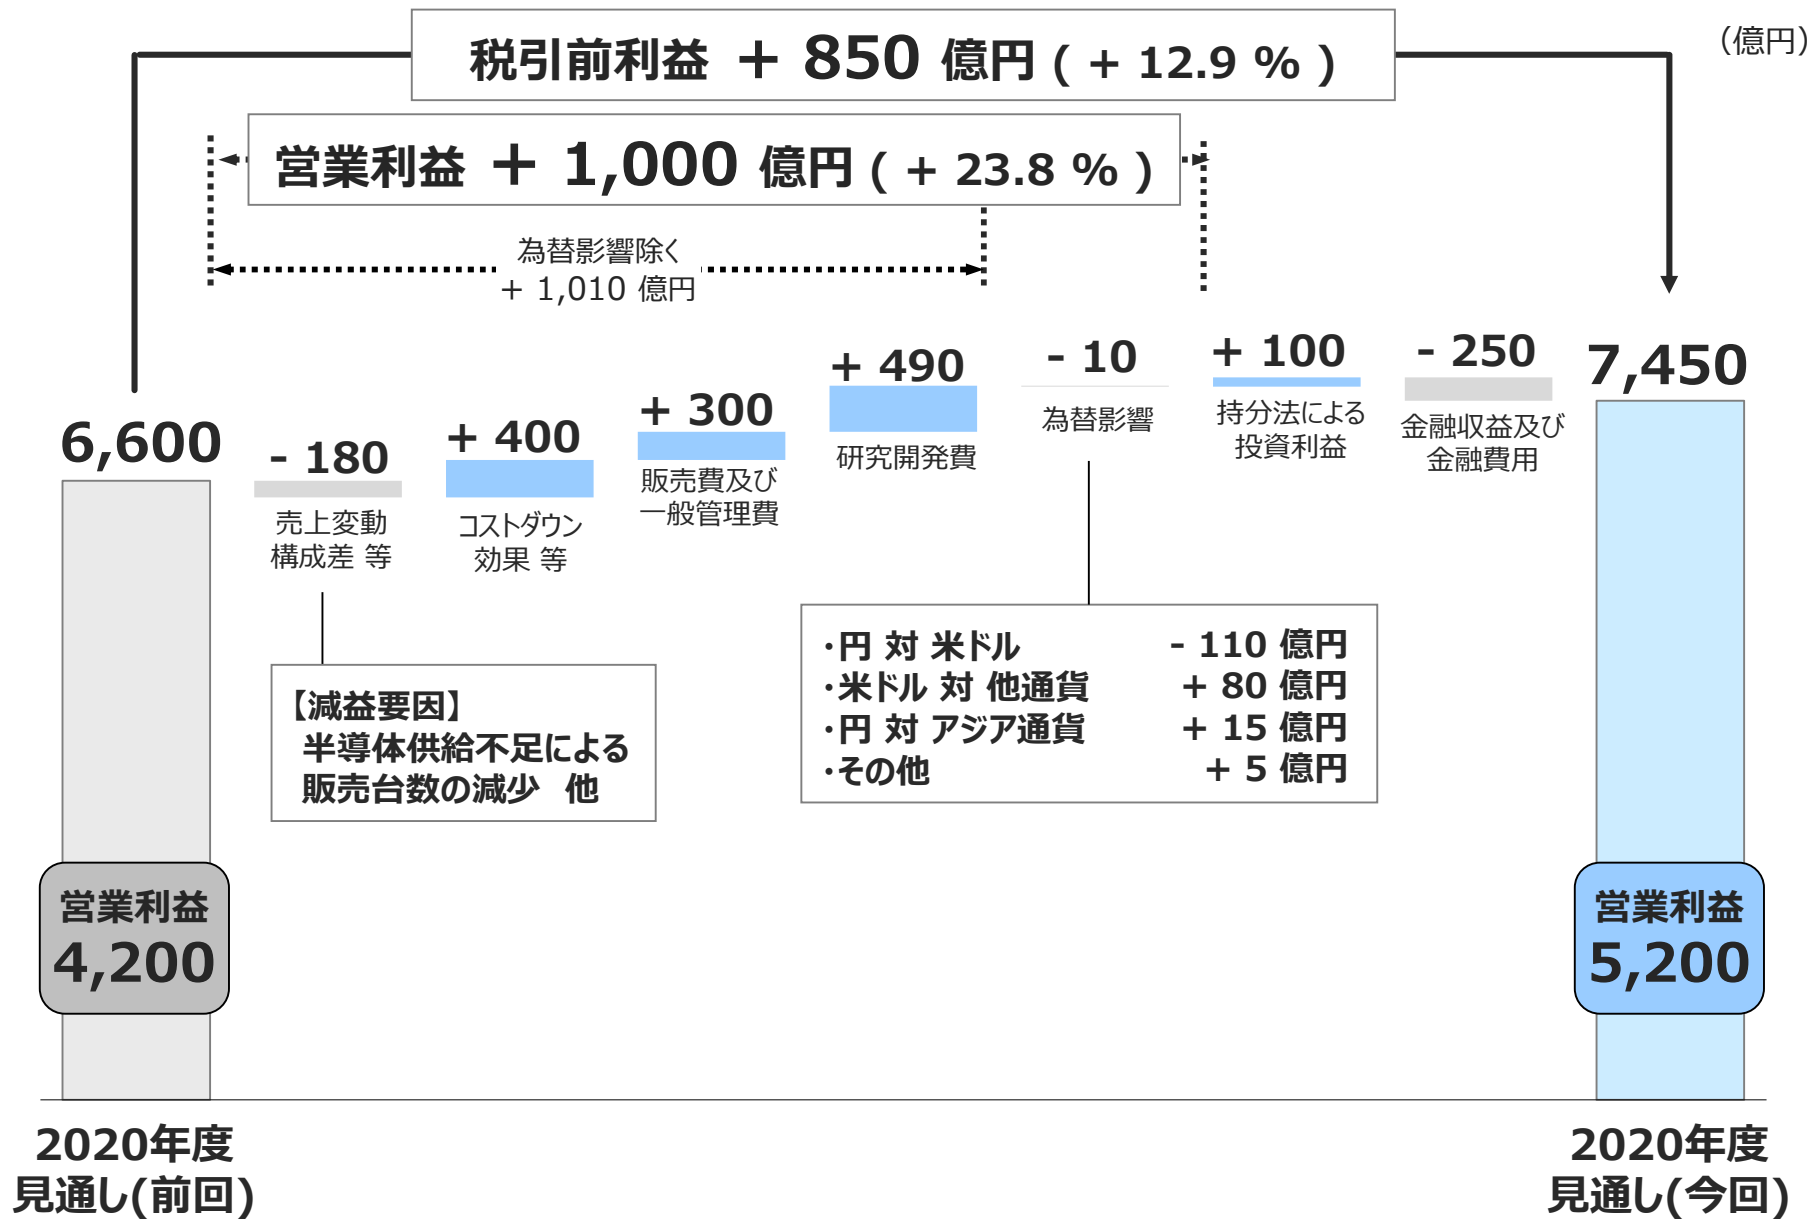 (億円)
税引前利益 + 850 億円 ( + 12.9 % )
営業利益 + 1,000 億円 ( + 23.8 % )
為替影響除く
+ 1,010 億円
6,600
- 180
売上変動
構成差 等
+ 400
コストダウン
効果 等
+ 300
販売費及び
一般管理費
+ 490
研究開発費
- 10
為替影響
+ 100
持分法による
投資利益
- 250
金融収益及び
金融費用
7,450
【減益要因】
半導体供給不足による
販売台数の減少 他
・円 対 米ドル - 110 億円
・米ドル 対 他通貨 + 80 億円
・円 対 アジア通貨 + 15 億円
・その他 + 5 億円
営業利益
4,200
営業利益
5,200
2020年度
見通し(前回)
2020年度
見通し(今回)